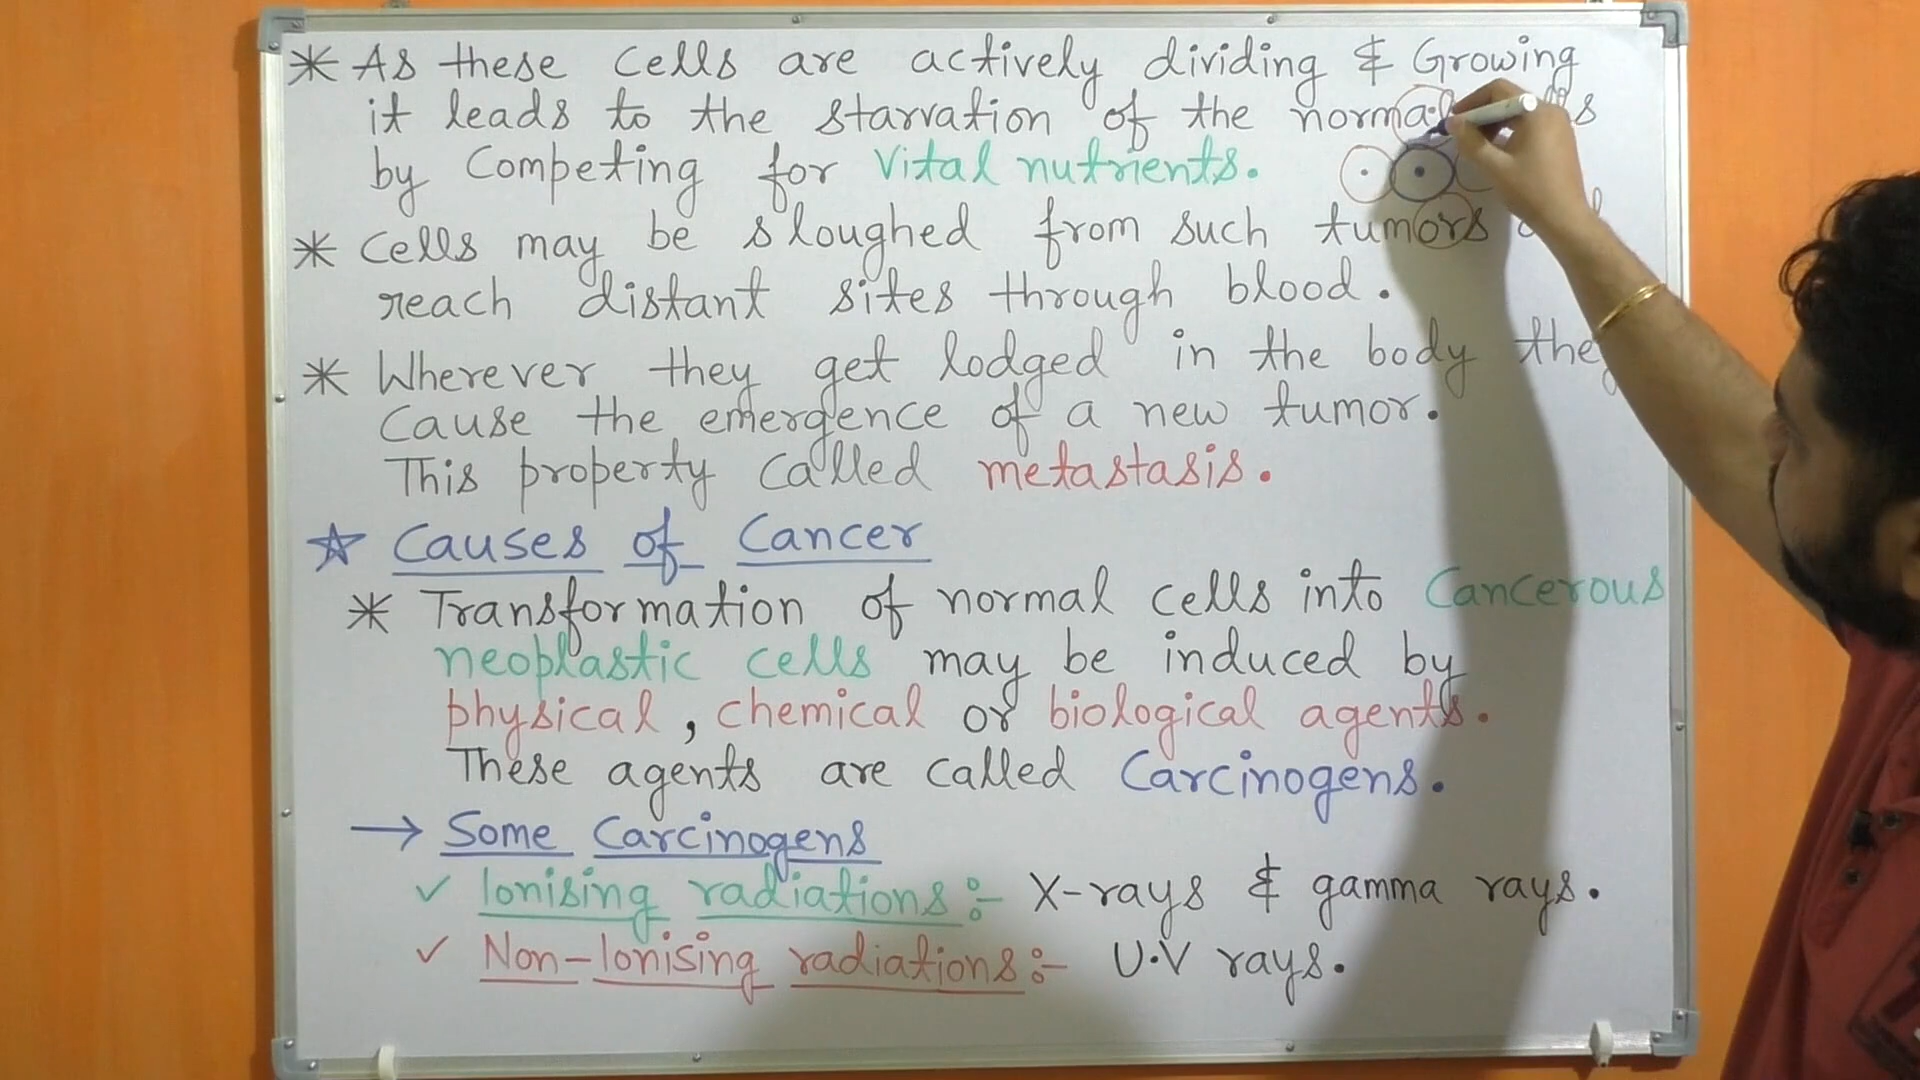 * As these cells are actively dividing & Growing
it leads to the starvation of the normal
by Competing for Vital nutrients.
* Cells may be sloughed from such tumors
reach distant sites through blood.
* Wherever they get lodged in the body they
Cause the emergence of a new tumor.
This property called metastasis.
☆ Causes of Cancer
* Transformation of normal cells into Cancerous
neoplastic cells may be induced by
physical, chemical or biological agents.
These agents are called Carcinogens.
→ Some Carcinogens
✓ Ionising radiations:- X-rays & gamma rays.
✓ Non-Ionising radiations:- U.V rays.